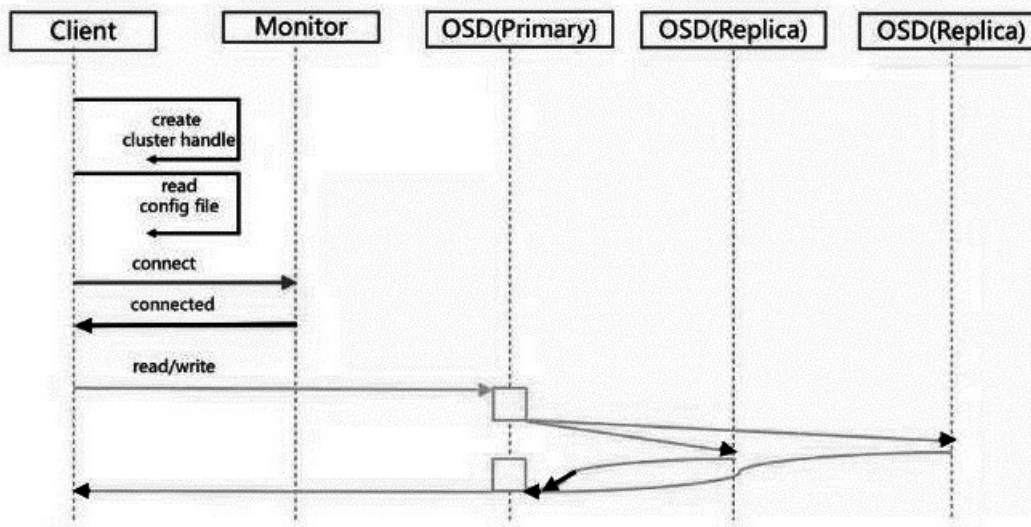 Client
Monitor
OSD(Primary)
OSD(Replica)
OSD(Replica)
create
cluster handle
read
config file
connect
connected
read/write